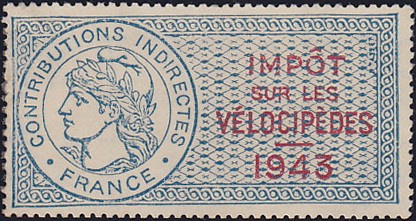 CONTRIBUTIONS INDIRECTES
• FRANCE •
IMPÔT
SUR LES
VÉLOCIPÈDES
1943